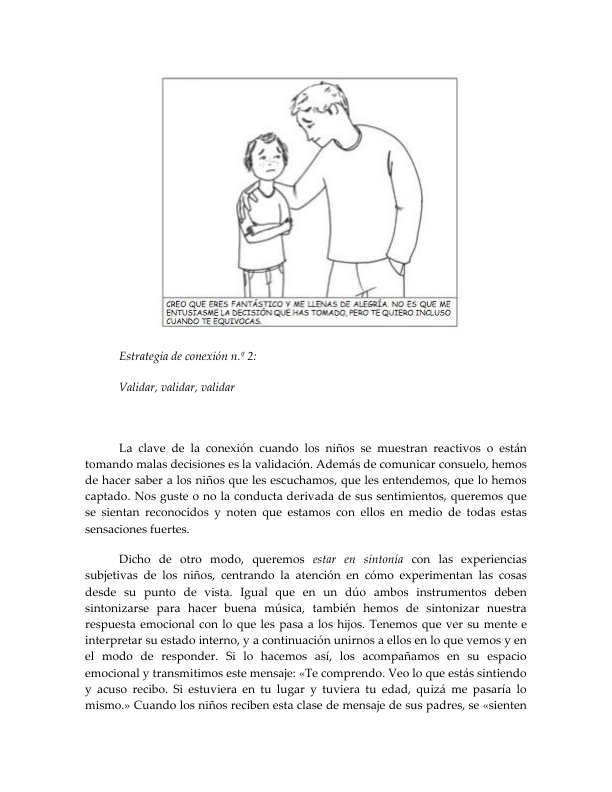 CREO QUE ERES FANTÁSTICO Y ME LLENAS DE ALEGRÍA. NO ES QUE ME
ENTUSIASME LA DECISIÓN QUE HAS TOMADO, PERO TE QUIERO INCLUSO
CUANDO TE EQUIVOCAS.
Estrategia de conexión n.º 2:
Validar, validar, validar
La clave de la conexión cuando los niños se muestran reactivos o están
tomando malas decisiones es la validación. Además de comunicar consuelo, hemos
de hacer saber a los niños que les escuchamos, que les entendemos, que lo hemos
captado. Nos guste o no la conducta derivada de sus sentimientos, queremos que
se sientan reconocidos y noten que estamos con ellos en medio de todas estas
sensaciones fuertes.
Dicho de otro modo, queremos estar en sintonía con las experiencias
subjetivas de los niños, centrando la atención en cómo experimentan las cosas
desde su punto de vista. Igual que en un dúo ambos instrumentos deben
sintonizarse para hacer buena música, también hemos de sintonizar nuestra
respuesta emocional con lo que les pasa a los hijos. Tenemos que ver su mente e
interpretar su estado interno, y a continuación unirnos a ellos en lo que vemos y en
el modo de responder. Si lo hacemos así, los acompañamos en su espacio
emocional y transmitimos este mensaje: «Te comprendo. Veo lo que estás sintiendo
y acuso recibo. Si estuviera en tu lugar y tuviera tu edad, quizá me pasaría lo
mismo.» Cuando los niños reciben esta clase de mensaje de sus padres, se «sienten